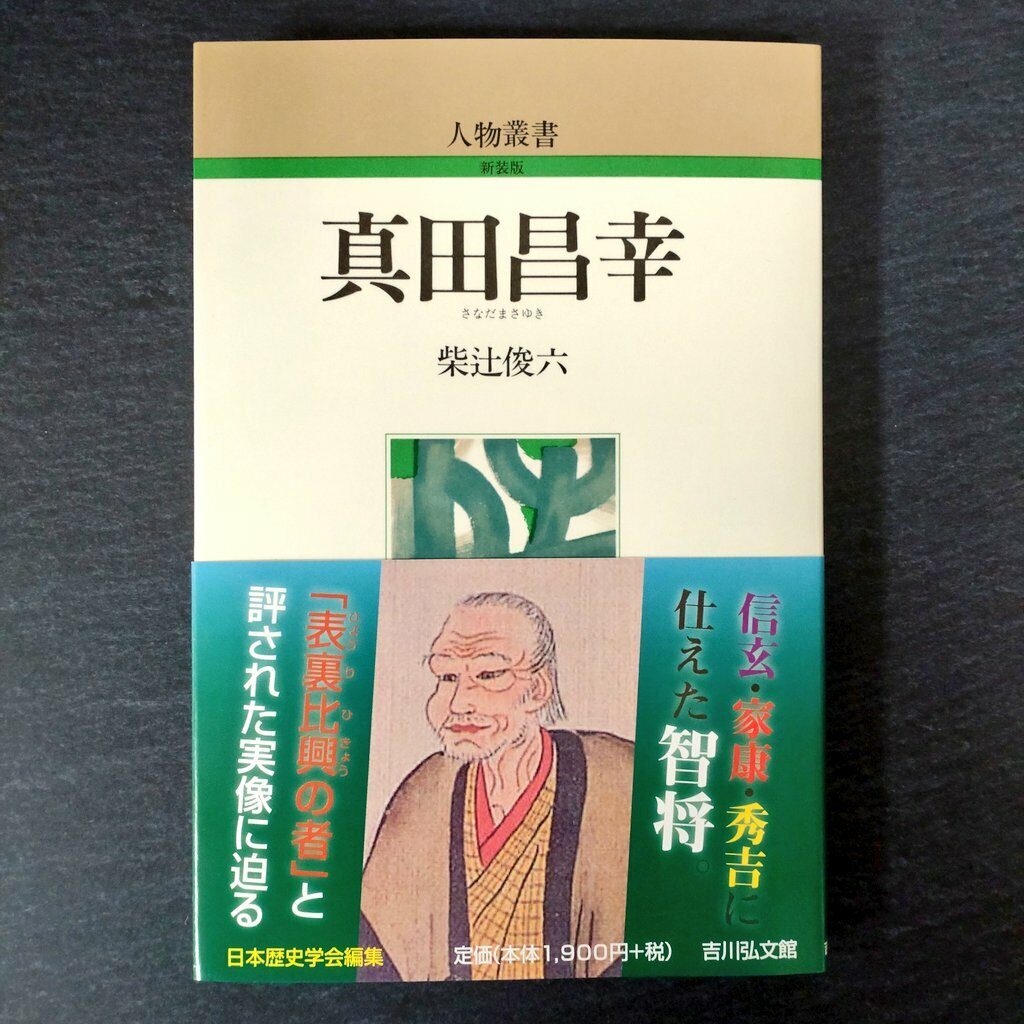 人物叢書
新装版
真田昌幸
さなだまさゆき
柴辻俊六
信玄・家康・秀吉に
仕えた智将。
「表裏比興の者」と
ひょうりひきょう
評された実像に迫る
日本歴史学会編集
定価(本体1,900円+税)
吉川弘文館